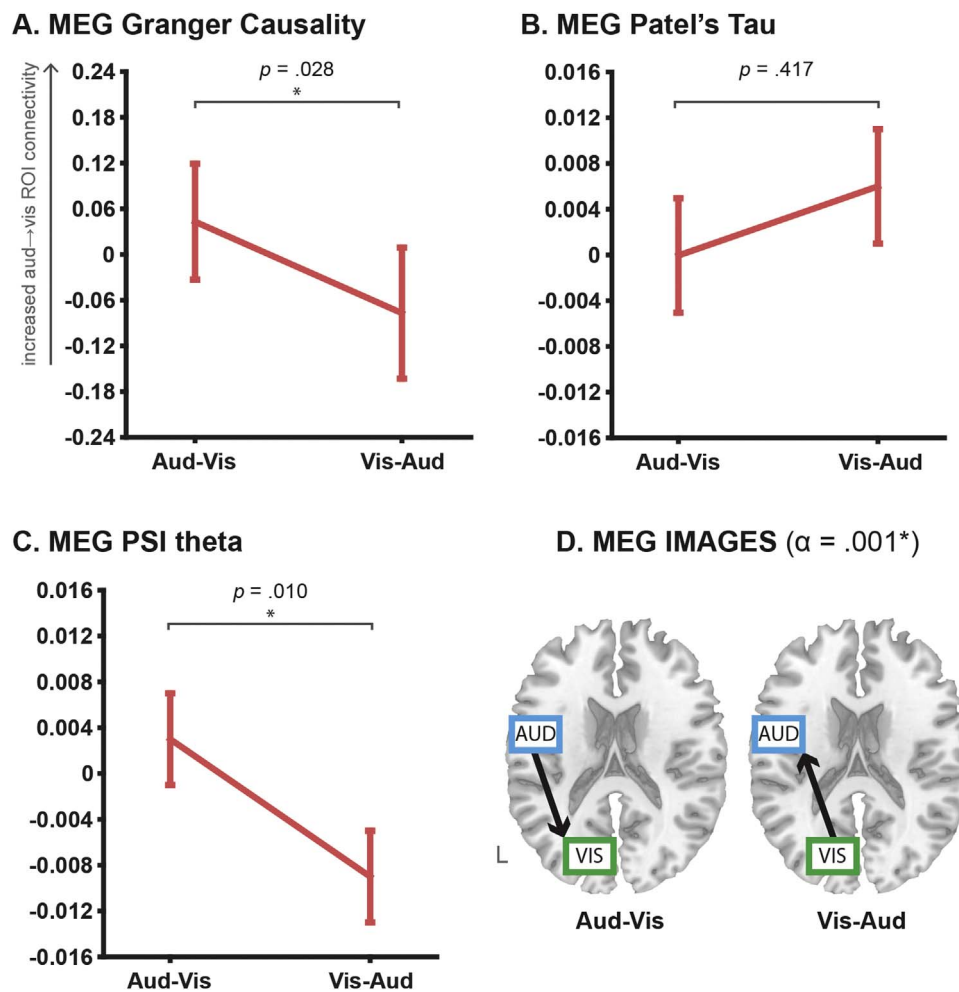 A. MEG Granger Causality
increased aud→vis ROI connectivity
p = .028
*
0.24
0.18
0.12
0.06
0
-0.06
-0.12
-0.18
-0.24
Aud-Vis Vis-Aud
B. MEG Patel's Tau
p = .417
0.016
0.012
0.008
0.004
0
-0.004
-0.008
-0.012
-0.016
Aud-Vis Vis-Aud
C. MEG PSI theta
p = .010
*
0.016
0.012
0.008
0.004
0
-0.004
-0.008
-0.012
-0.016
Aud-Vis Vis-Aud
D. MEG IMAGES (α = .001*)
AUD AUD
L VIS VIS
Aud-Vis Vis-Aud